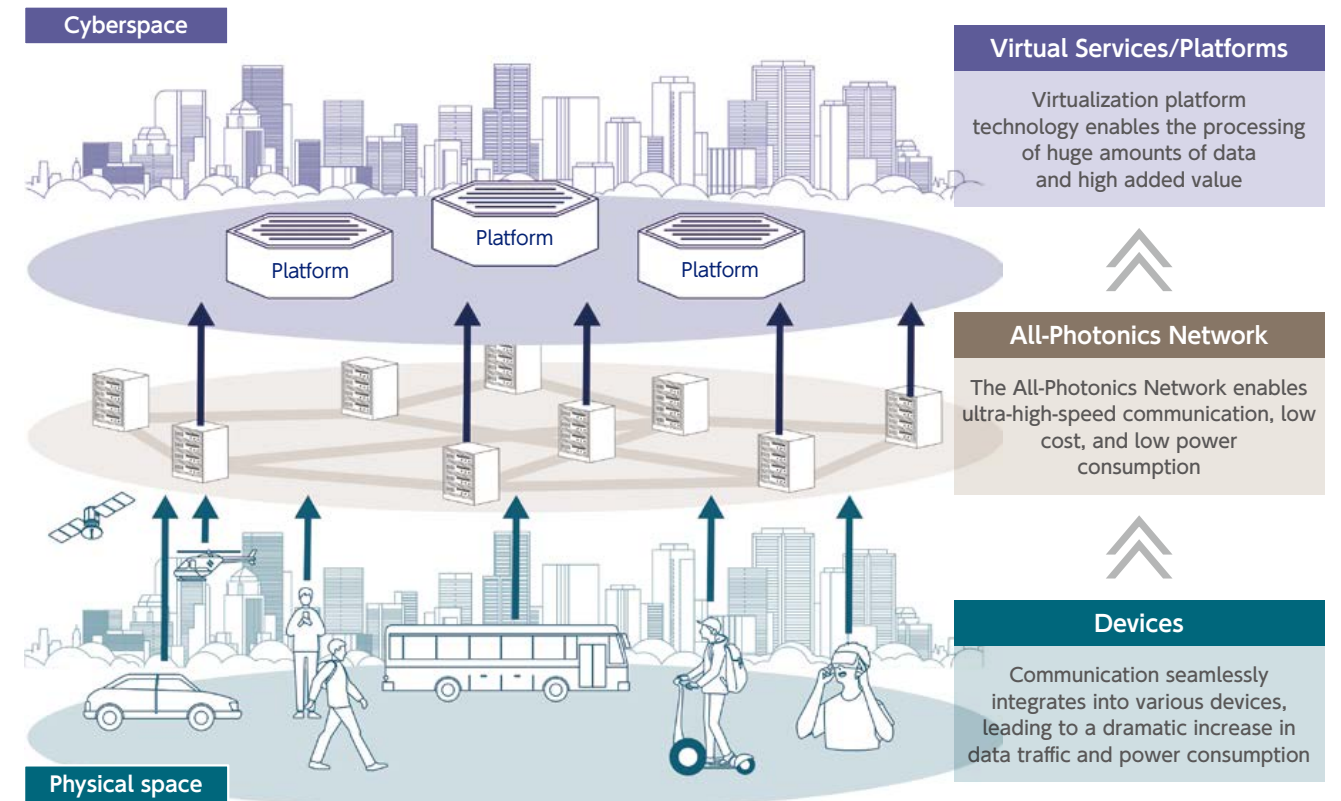 Cyberspace
Platform
Platform
Platform
Physical space
Virtual Services/Platforms
Virtualization platform
technology enables the processing
of huge amounts of data
and high added value
All-Photonics Network
The All-Photonics Network enables
ultra-high-speed communication, low
cost, and low power
consumption
Devices
Communication seamlessly
integrates into various devices,
leading to a dramatic increase in
data traffic and power consumption